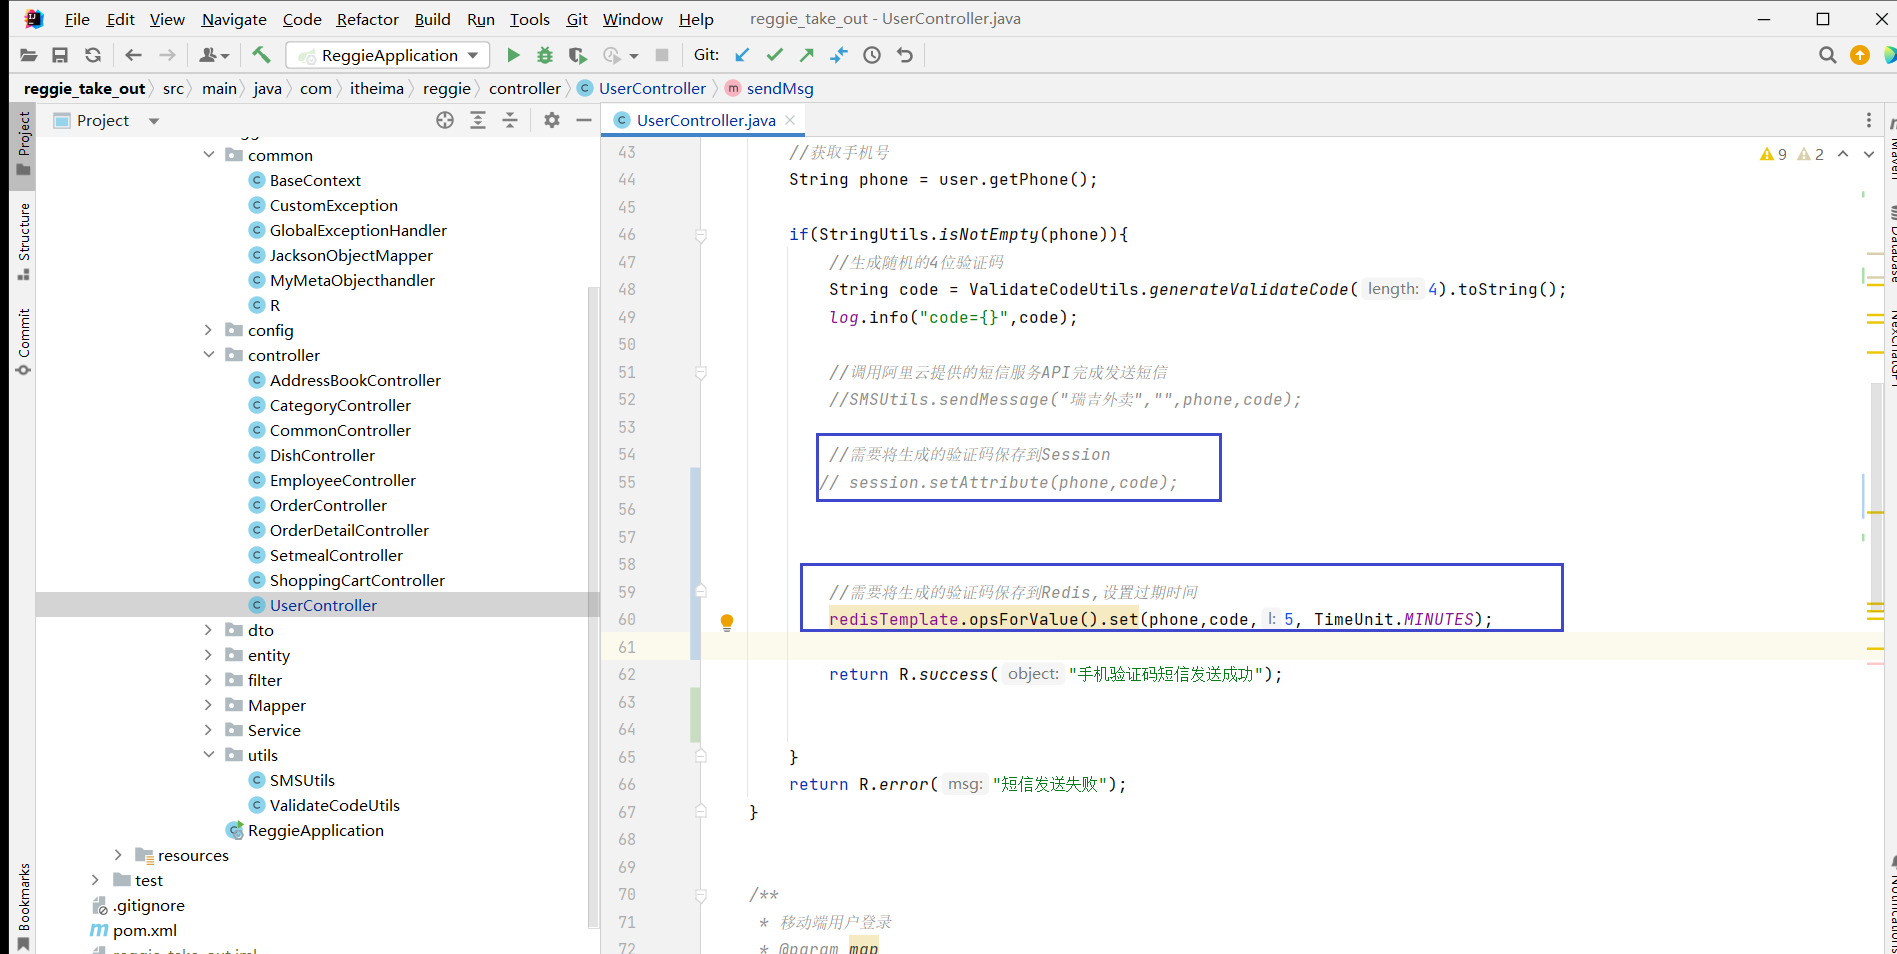 File Edit View Navigate Code Refactor Build Run Tools Git Window Help reggie_take_out - UserController.java
ReggieApplication Git:
reggie_take_out src main java com itheima reggie controller UserController sendMsg
Project
UserController.java
Project
Structure
Commit
Bookmarks
common
BaseContext
CustomException
GlobalExceptionHandler
JacksonObjectMapper
MyMetaObjecthandler
R
config
controller
AddressBookController
CategoryController
CommonController
DishController
EmployeeController
OrderController
OrderDetailController
SetmealController
ShoppingCartController
UserController
dto
entity
filter
Mapper
Service
utils
SMSUtils
ValidateCodeUtils
ReggieApplication
resources
test
.gitignore
pom.xml
9 2
43 //获取手机号
44 String phone = user.getPhone();
45
46 if(StringUtils.isNotEmpty(phone)){
47 //生成随机的4位验证码
48 String code = ValidateCodeUtils.generateValidateCode( length: 4).toString();
49 log.info("code={}",code);
50
51 //调用阿里云提供的短信服务API完成发送短信
52 //SMSUtils.sendMessage("瑞吉外卖","",phone,code);
53
54 //需要将生成的验证码保存到Session
55 // session.setAttribute(phone,code);
56
57
58
59 //需要将生成的验证码保存到Redis,设置过期时间
60 redisTemplate.opsForValue().set(phone,code, l: 5, TimeUnit.MINUTES);
61
62 return R.success( object: "手机验证码短信发送成功");
63
64
65 }
66 return R.error( msg: "短信发送失败");
67 }
68
69
70 /**
71 * 移动端用户登录
72 * @param map
Maven
Database
NexChatGPT
Notifications